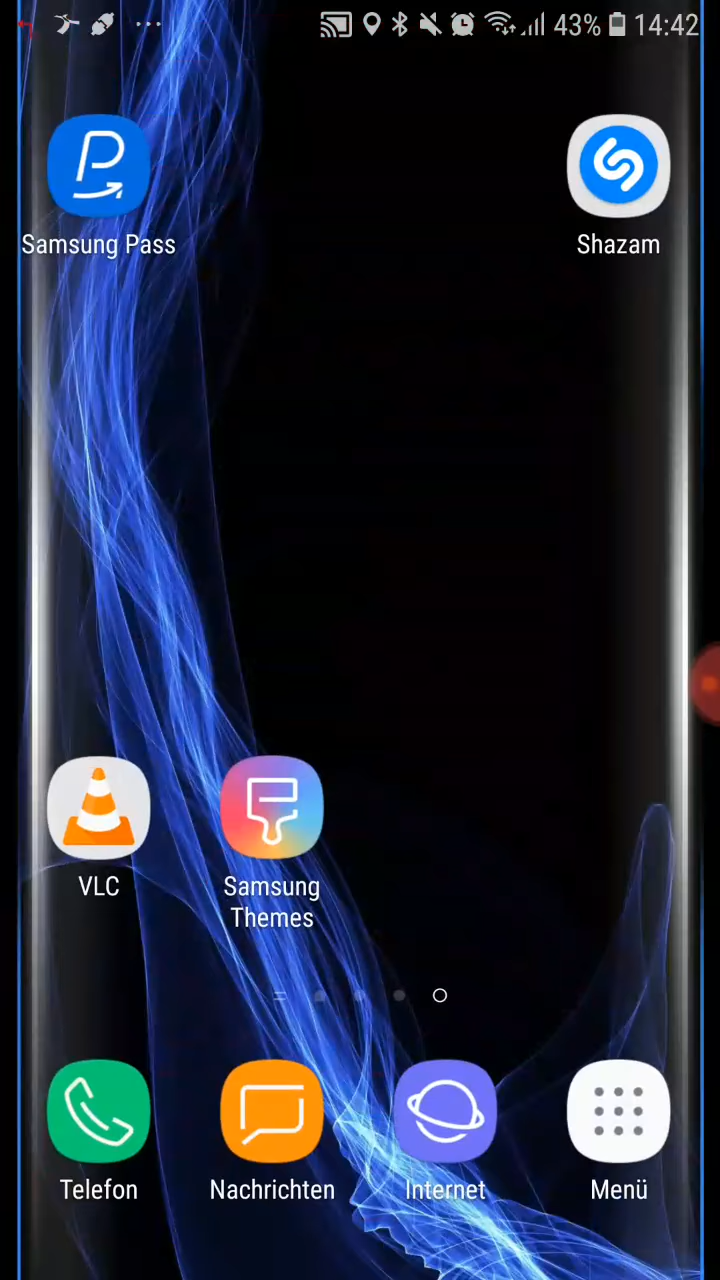 43% 14:42
Samsung Pass
Shazam
VLC
Samsung
Themes
Telefon
Nachrichten
Internet
Menü